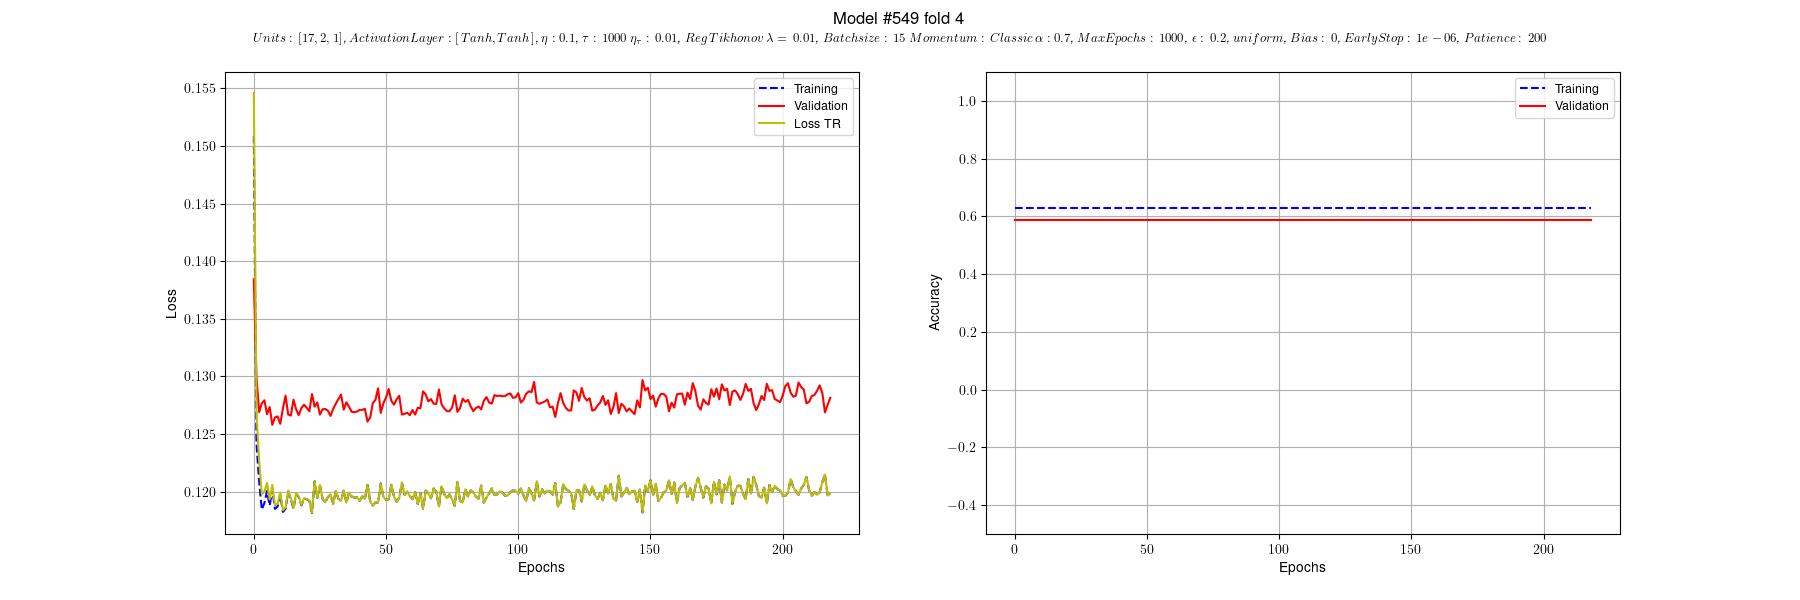 Model #549 fold 4
Units : [17, 2, 1], ActivationLayer : [Tanh, Tanh], η : 0.1, τ : 1000 η_τ : 0.01, RegTikhonov λ = 0.01, Batchsize : 15 Momentum : Classic α : 0.7, MaxEpochs : 1000, ϵ : 0.2, uniform, Bias : 0, EarlyStop : 1e − 06, Patience : 200
0.155
0.150
0.145
0.140
0.135
0.130
0.125
0.120
Loss
0 50 100 150 200
Epochs
Training
Validation
Loss TR
1.0
0.8
0.6
0.4
0.2
0.0
−0.2
−0.4
Accuracy
0 50 100 150 200
Epochs
Training
Validation